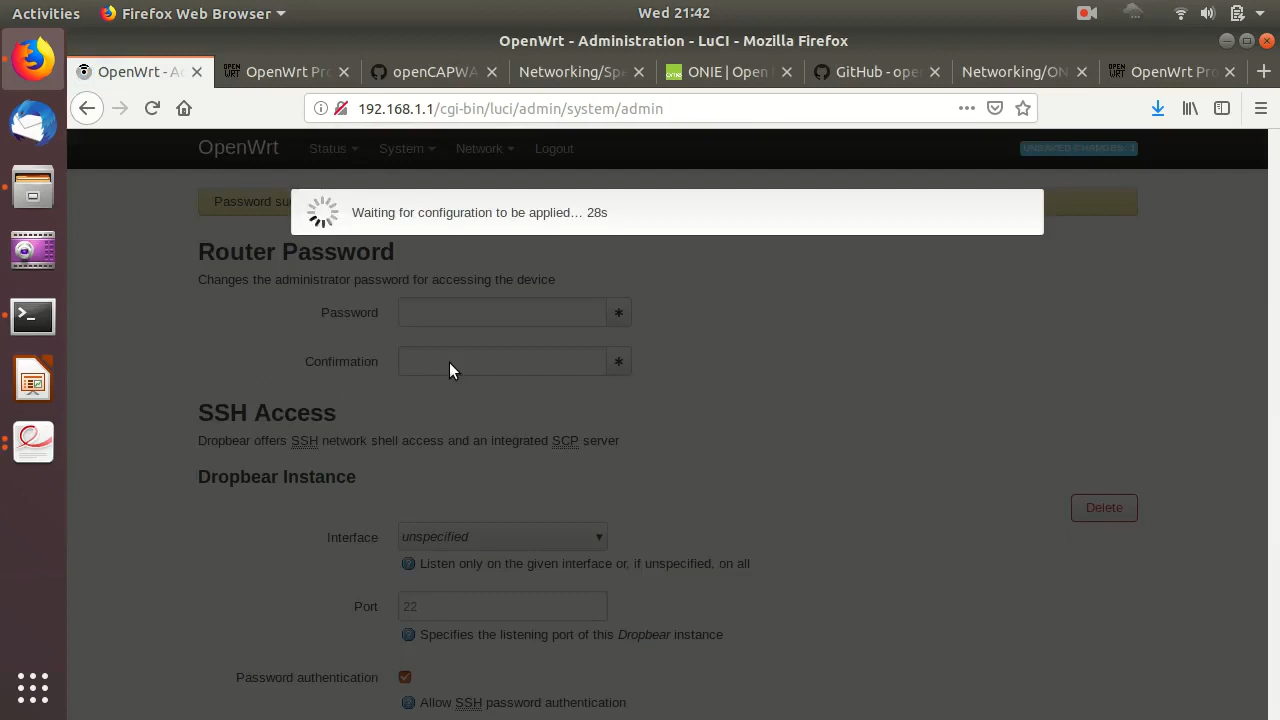 Activities Firefox Web Browser Wed 21:42
OpenWrt - Administration - LuCI - Mozilla Firefox
OpenWrt - Ad OpenWrt Pro openCAPWA Networking/Spe ONIE | Open GitHub - open Networking/ON OpenWrt Pro
192.168.1.1/cgi-bin/luci/admin/system/admin
OpenWrt Status System Network Logout UNSAVED CHANGES: 1
Password su
Waiting for configuration to be applied… 28s
Router Password
Changes the administrator password for accessing the device
Password
Confirmation
SSH Access
Dropbear offers SSH network shell access and an integrated SCP server
Dropbear Instance
Delete
Interface unspecified
Listen only on the given interface or, if unspecified, on all
Port 22
Specifies the listening port of this Dropbear instance
Password authentication
Allow SSH password authentication